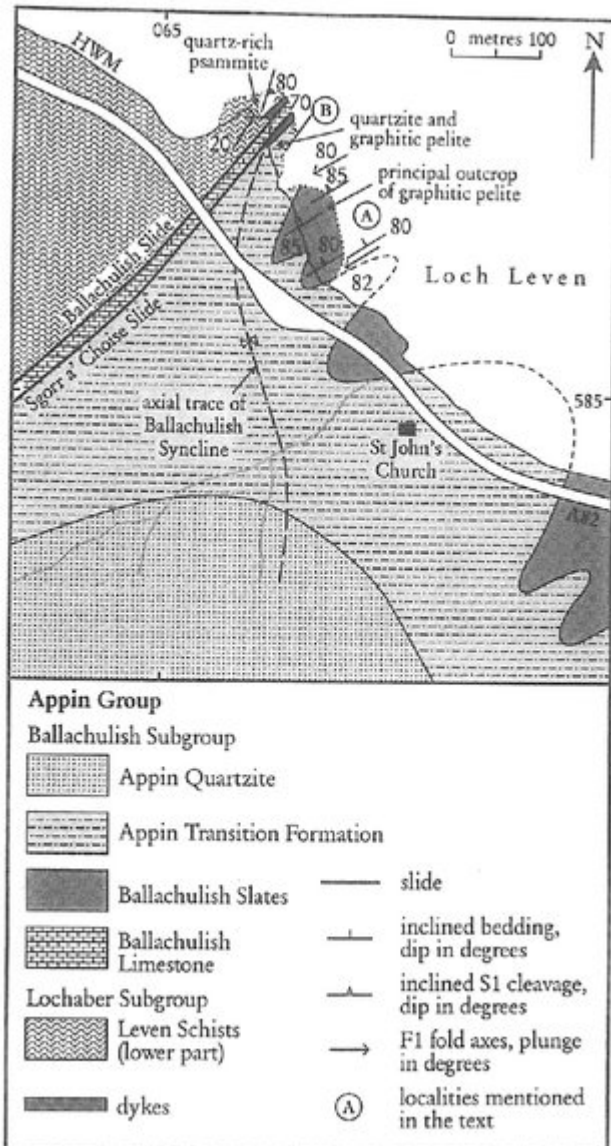 065
0 metres 100
N
HWM
quartz-rich
psammite
80
70
B
20
quartzite and
graphitic pelite
80
85
principal outcrop
of graphitic pelite
A
80
85
80
82
Loch Leven
Ballachulish Slide
Sgorr a' Choise Slide
axial trace of
Ballachulish
Syncline
585
St John's
Church
A82
Appin Group
Ballachulish Subgroup
Appin Quartzite
Appin Transition Formation
Ballachulish Slates
slide
Ballachulish
Limestone
inclined bedding,
dip in degrees
Lochaber Subgroup
inclined S1 cleavage,
dip in degrees
Leven Schists
(lower part)
F1 fold axes, plunge
in degrees
dykes
A
localities mentioned
in the text